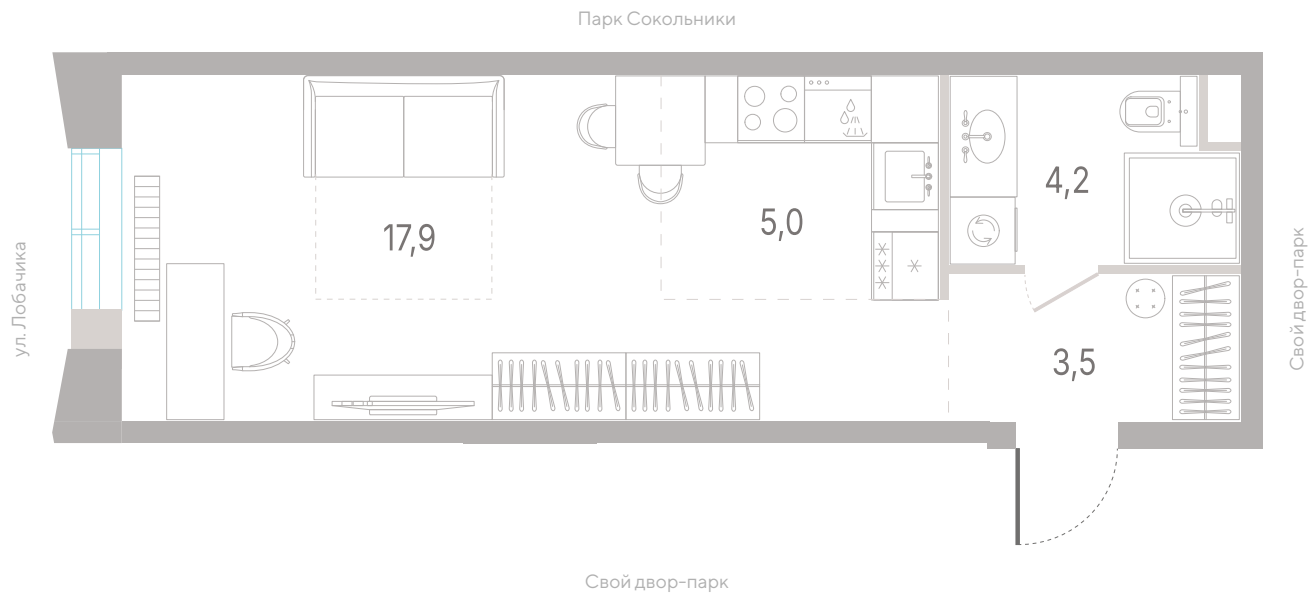 Парк Сокольники
ул. Лобачика
17,9
5,0
4,2
3,5
Свой двор-парк
Свой двор-парк